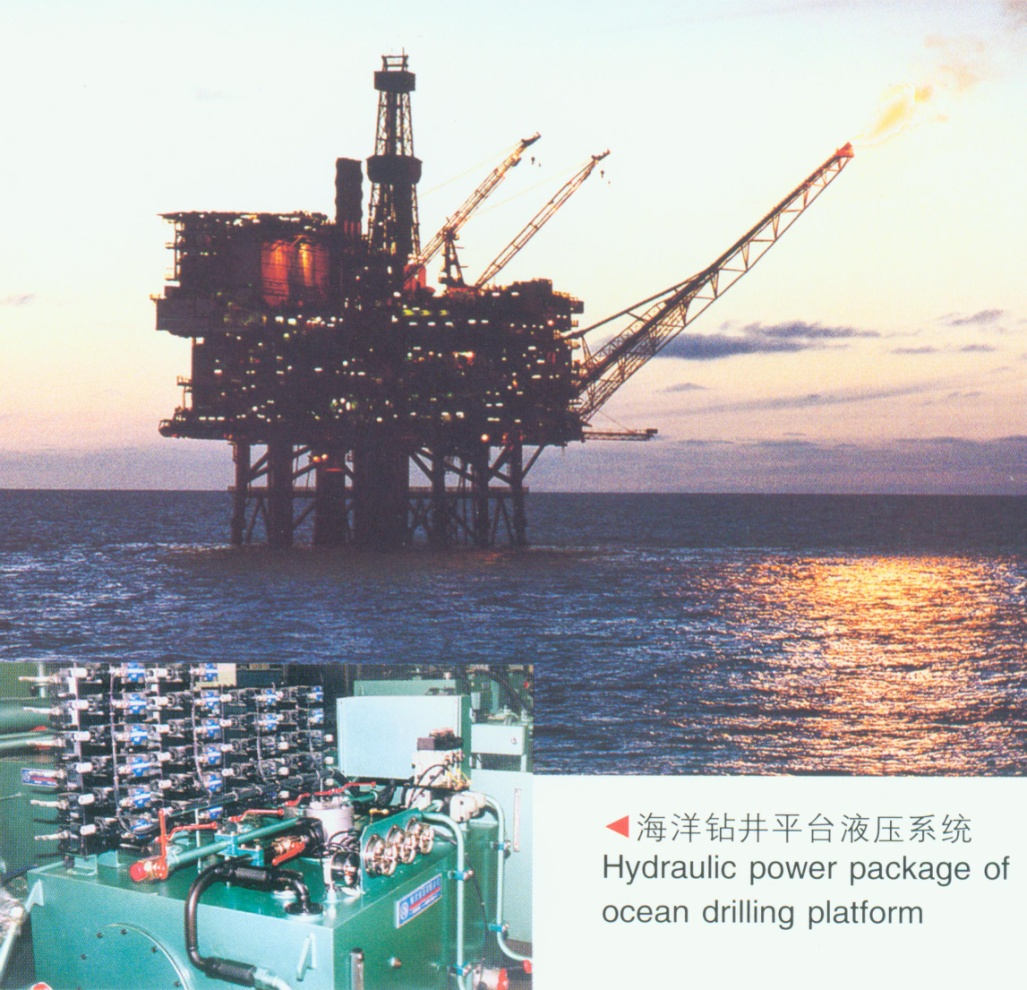 海洋钻井平台液压系统
Hydraulic power package of
ocean drilling platform